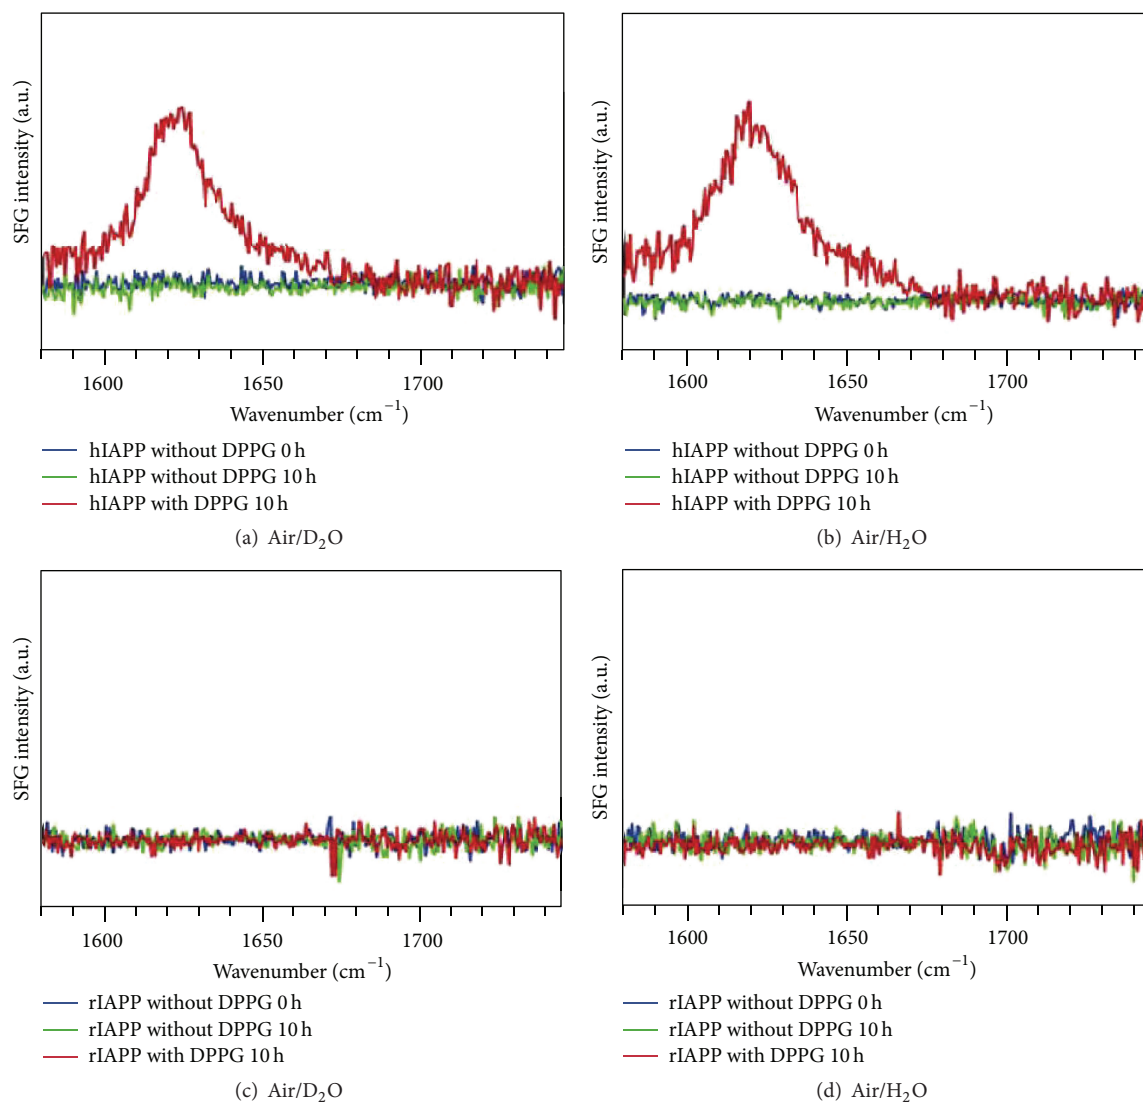 SFG intensity (a.u.)
1600 1650 1700
Wavenumber (cm⁻¹)
hIAPP without DPPG 0 h
hIAPP without DPPG 10 h
hIAPP with DPPG 10 h
(a) Air/D₂O
SFG intensity (a.u.)
1600 1650 1700
Wavenumber (cm⁻¹)
hIAPP without DPPG 0 h
hIAPP without DPPG 10 h
hIAPP with DPPG 10 h
(b) Air/H₂O
SFG intensity (a.u.)
1600 1650 1700
Wavenumber (cm⁻¹)
rIAPP without DPPG 0 h
rIAPP without DPPG 10 h
rIAPP with DPPG 10 h
(c) Air/D₂O
SFG intensity (a.u.)
1600 1650 1700
Wavenumber (cm⁻¹)
rIAPP without DPPG 0 h
rIAPP without DPPG 10 h
rIAPP with DPPG 10 h
(d) Air/H₂O